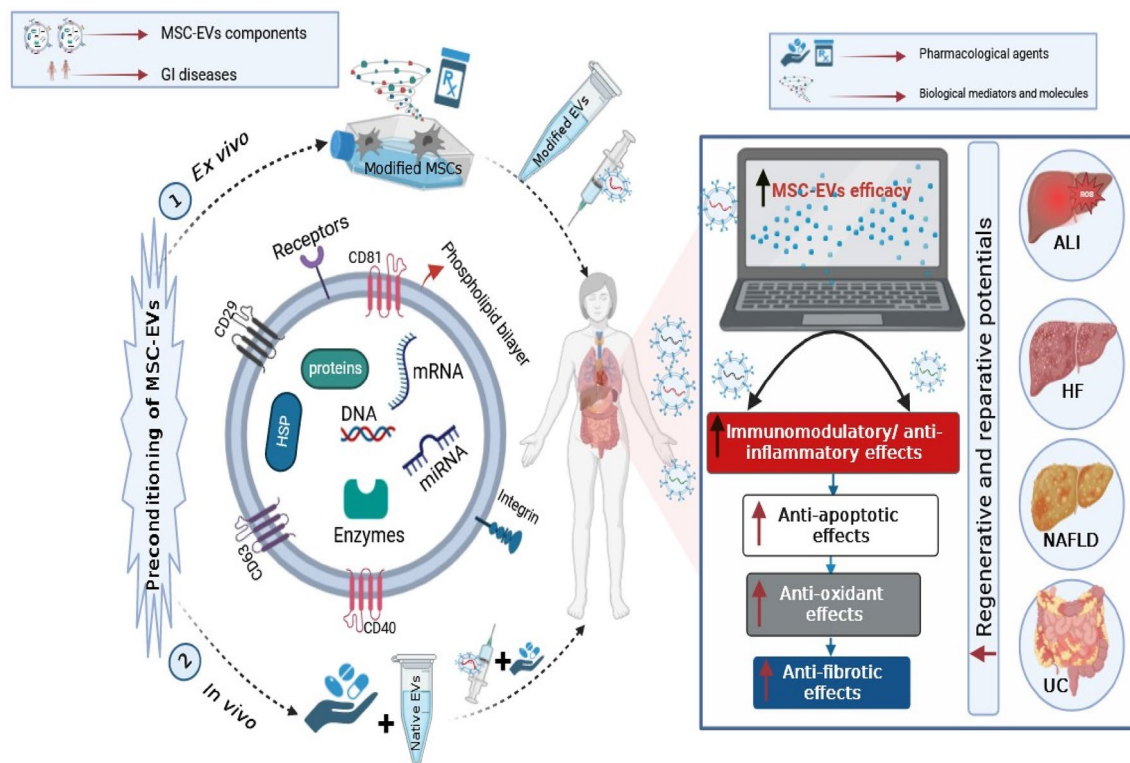 MSC-EVs components
GI diseases
Pharmacological agents
Biological mediators and molecules
Preconditioning of MSC-EVs
1
Ex vivo
Rx
Modified MSCs
Modified EVs
Receptors
CD81
Phospholipid bilayer
CD29
proteins
mRNA
HSP
DNA
miRNA
Enzymes
Integrin
CD63
CD40
2
In vivo
+
Native EVs
+
MSC-EVs efficacy
Immunomodulatory/ anti-
inflammatory effects
Anti-apoptotic
effects
Anti-oxidant
effects
Anti-fibrotic
effects
Regenerative and reparative potentials
ROS
ALI
HF
NAFLD
UC